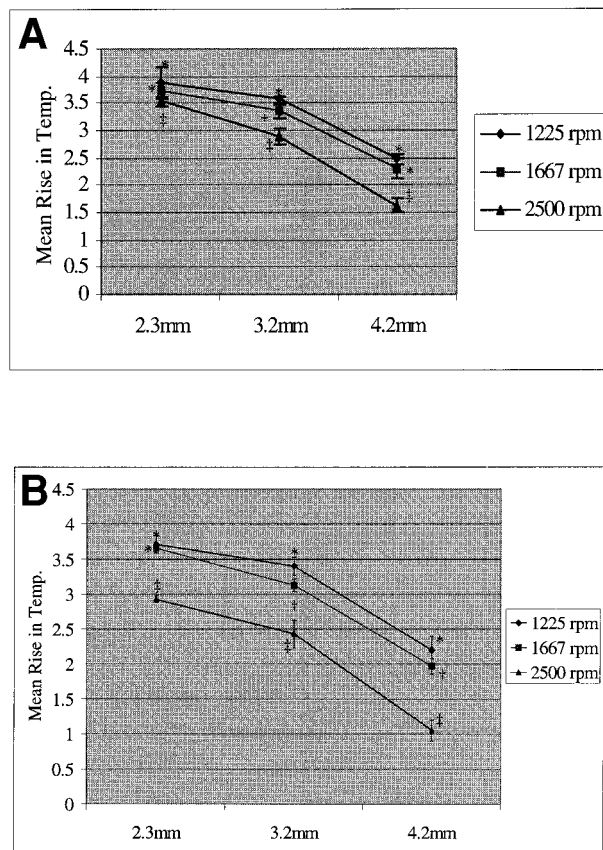 A
4.5
4
3.5
3
2.5
2
1.5
1
0.5
0
Mean Rise in Temp.
2.3mm
3.2mm
4.2mm
* * ‡
† + ‡
* * ‡
1225 rpm
1667 rpm
2500 rpm
B
4.5
4
3.5
3
2.5
2
1.5
1
0.5
0
Mean Rise in Temp.
2.3mm
3.2mm
4.2mm
* * ‡
* † ‡
* † ‡
1225 rpm
1667 rpm
2500 rpm